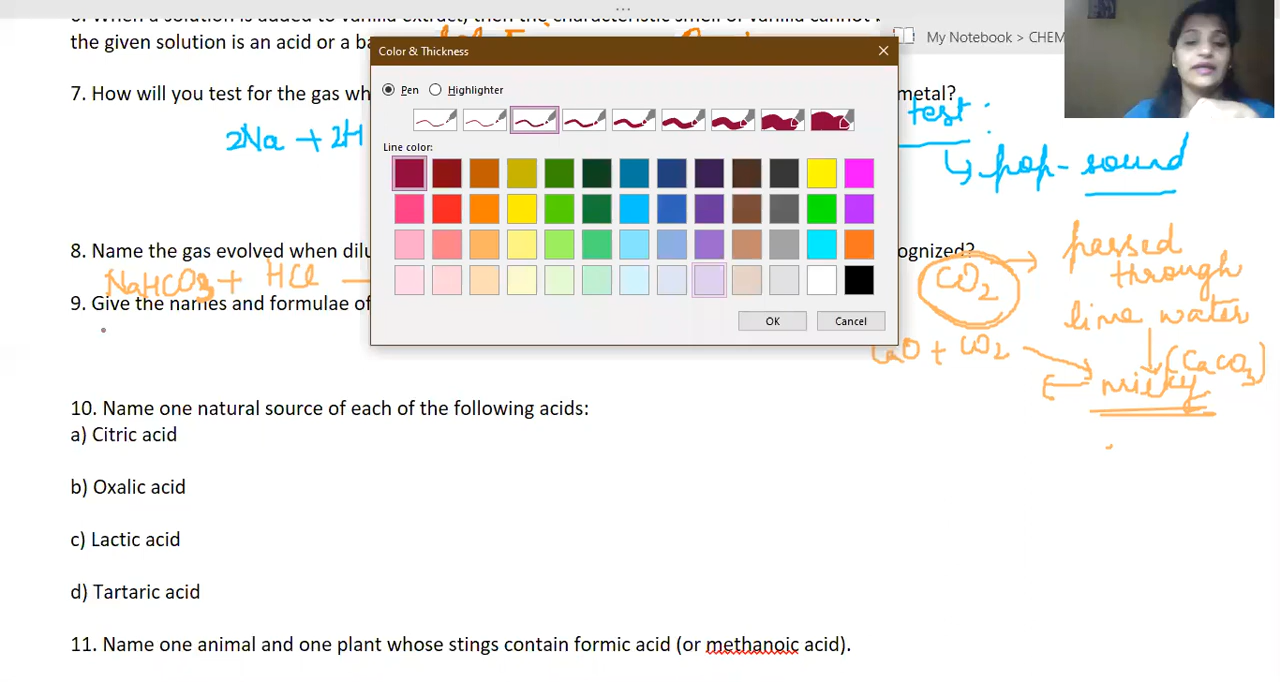 the given solution is an acid or a ba
My Notebook > CHEM
Color & Thickness
Pen
Highlighter
Line color:
OK
Cancel
7. How will you test for the gas wh
metal?
2Na + 2H
test :
↳ pop-sound
8. Name the gas evolved when dilu
ognized?
NaHCO3 + HCl —
CO2 →
passed
through
lime water
9. Give the names and formulae of
CaO + CO2
(CaCO3)
milky
10. Name one natural source of each of the following acids:
a) Citric acid
b) Oxalic acid
c) Lactic acid
d) Tartaric acid
11. Name one animal and one plant whose stings contain formic acid (or methanoic acid).